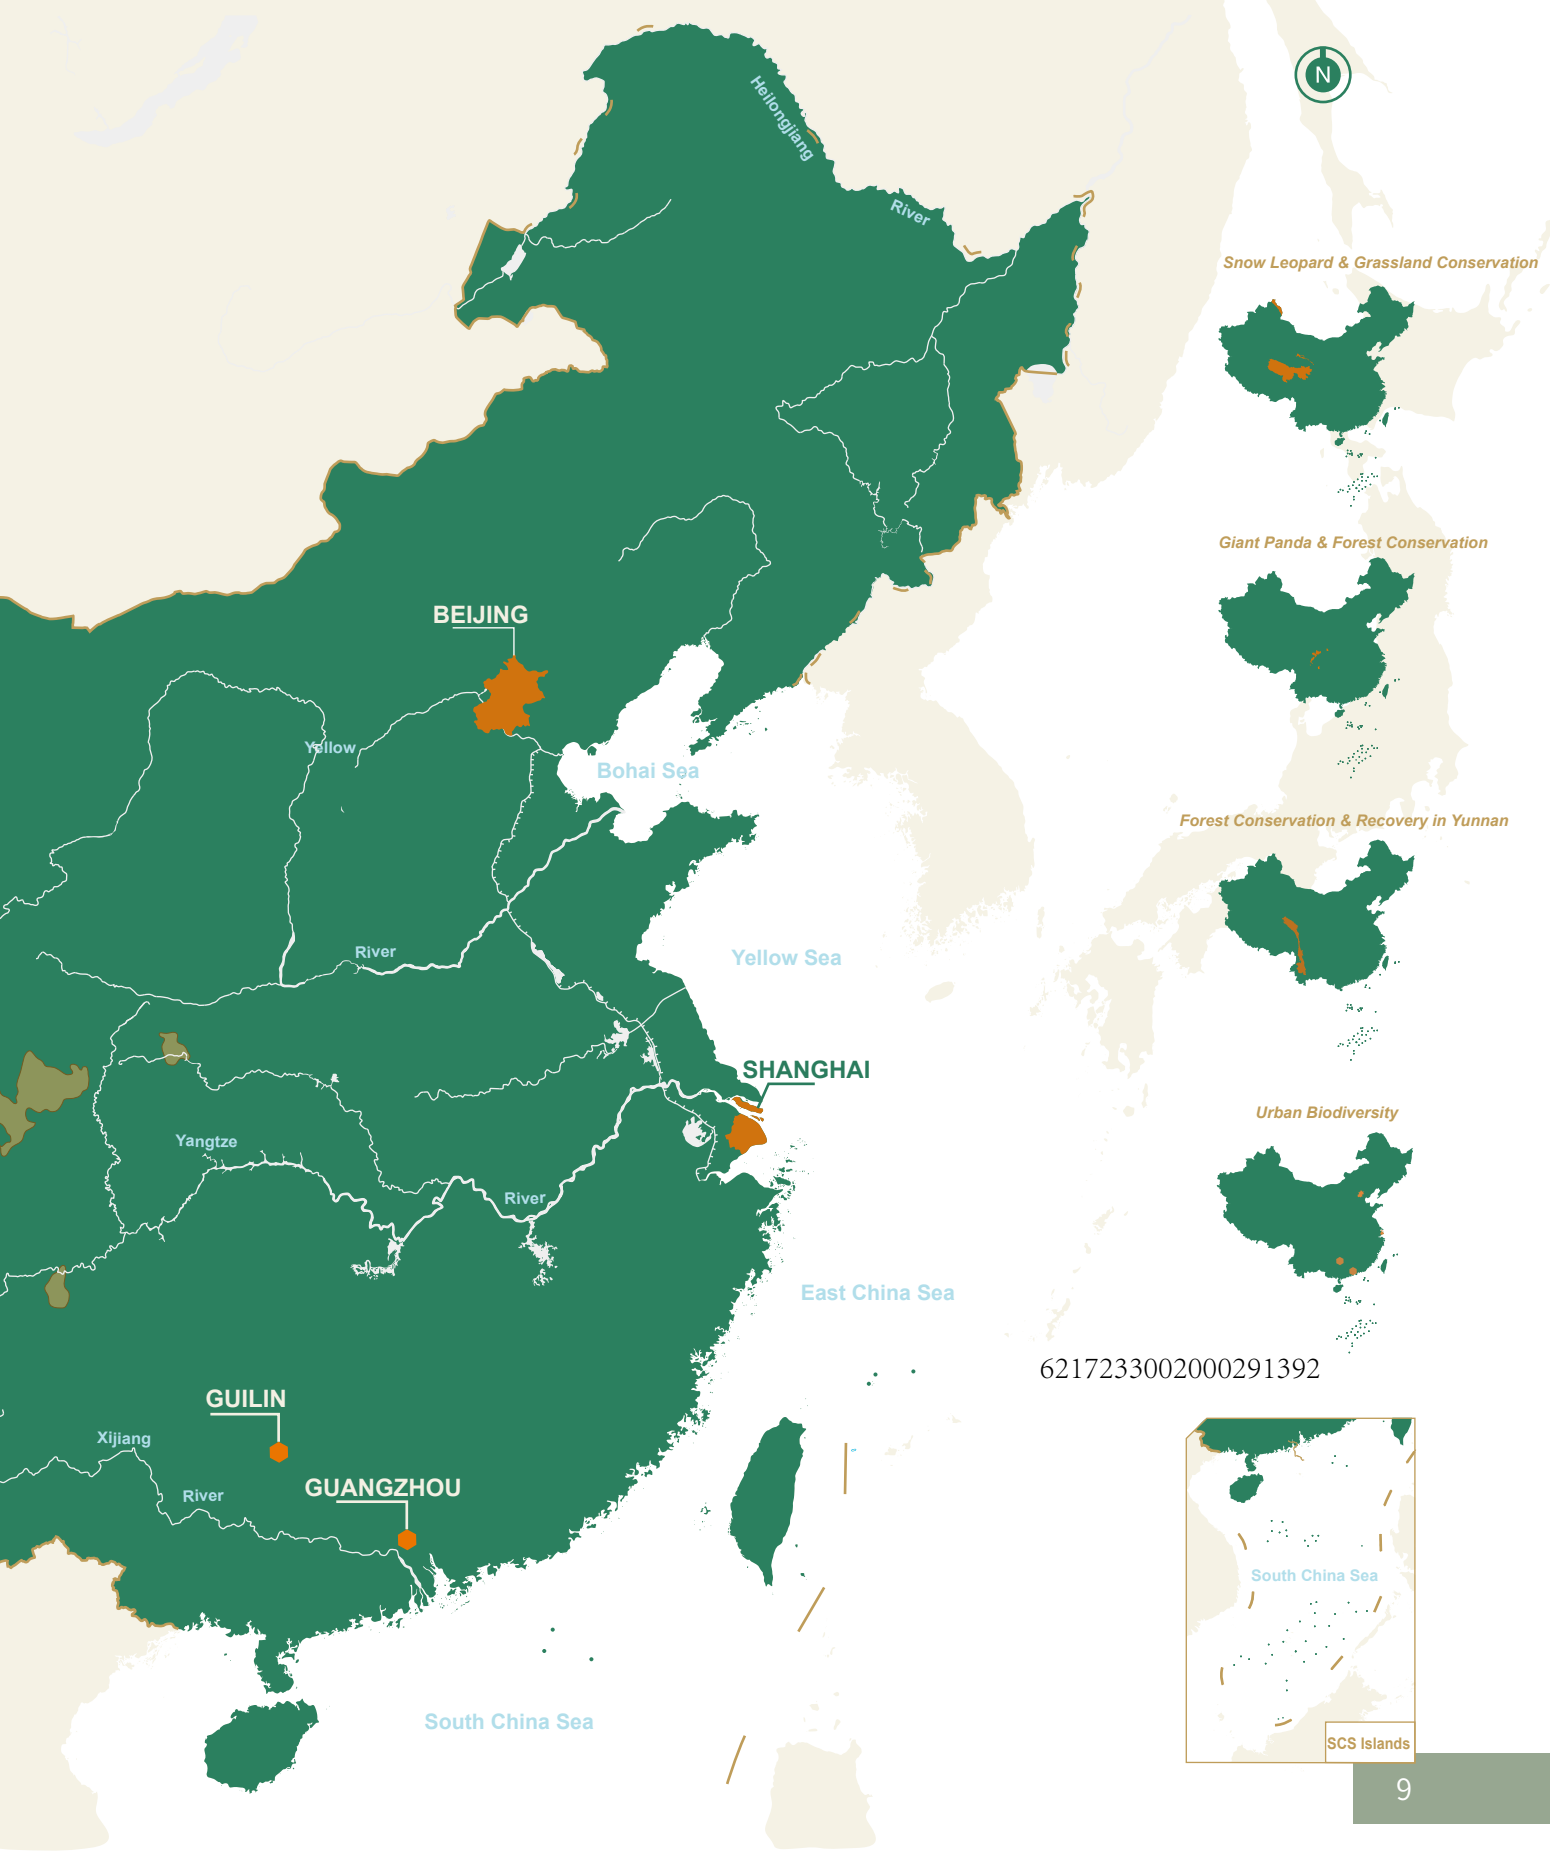 N
Heilongjiang
River
Snow Leopard & Grassland Conservation
Giant Panda & Forest Conservation
BEIJING
Yellow
Bohai Sea
Forest Conservation & Recovery in Yunnan
River
Yellow Sea
SHANGHAI
Urban Biodiversity
Yangtze
River
East China Sea
6217233002000291392
GUILIN
Xijiang
GUANGZHOU
River
South China Sea
South China Sea
SCS Islands
9